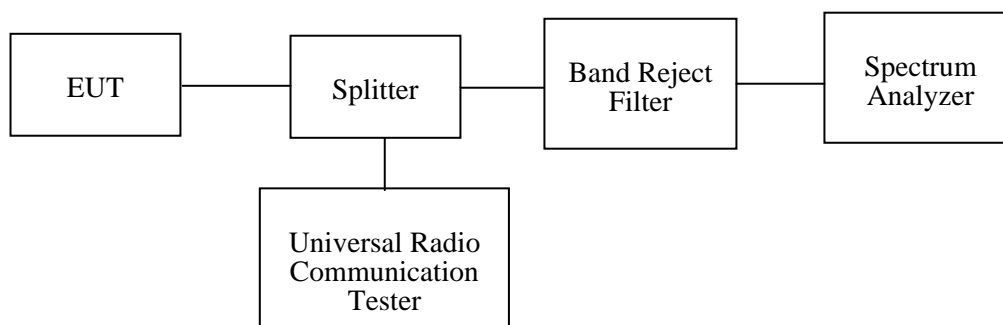 EUT
Splitter
Band Reject
Filter
Spectrum
Analyzer
Universal Radio
Communication
Tester